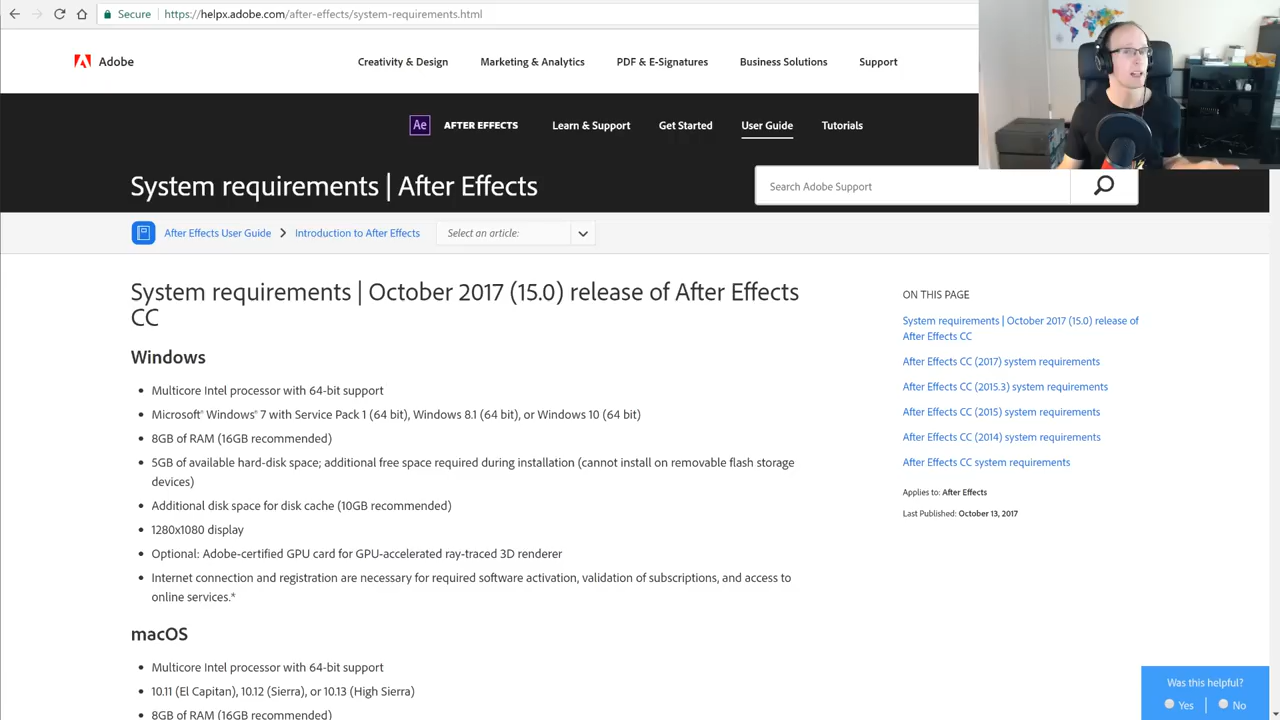 Secure https://helpx.adobe.com/after-effects/system-requirements.html
Adobe Creativity & Design Marketing & Analytics PDF & E-Signatures Business Solutions Support
Ae AFTER EFFECTS Learn & Support Get Started User Guide Tutorials
System requirements | After Effects
Search Adobe Support
After Effects User Guide > Introduction to After Effects Select an article:
System requirements | October 2017 (15.0) release of After Effects
CC
Windows
• Multicore Intel processor with 64-bit support
• Microsoft® Windows® 7 with Service Pack 1 (64 bit), Windows 8.1 (64 bit), or Windows 10 (64 bit)
• 8GB of RAM (16GB recommended)
• 5GB of available hard-disk space; additional free space required during installation (cannot install on removable flash storage
devices)
• Additional disk space for disk cache (10GB recommended)
• 1280x1080 display
• Optional: Adobe-certified GPU card for GPU-accelerated ray-traced 3D renderer
• Internet connection and registration are necessary for required software activation, validation of subscriptions, and access to
online services.*
macOS
• Multicore Intel processor with 64-bit support
• 10.11 (El Capitan), 10.12 (Sierra), or 10.13 (High Sierra)
• 8GB of RAM (16GB recommended)
ON THIS PAGE
System requirements | October 2017 (15.0) release of
After Effects CC
After Effects CC (2017) system requirements
After Effects CC (2015.3) system requirements
After Effects CC (2015) system requirements
After Effects CC (2014) system requirements
After Effects CC system requirements
Applies to: After Effects
Last Published: October 13, 2017
Was this helpful?
Yes | No